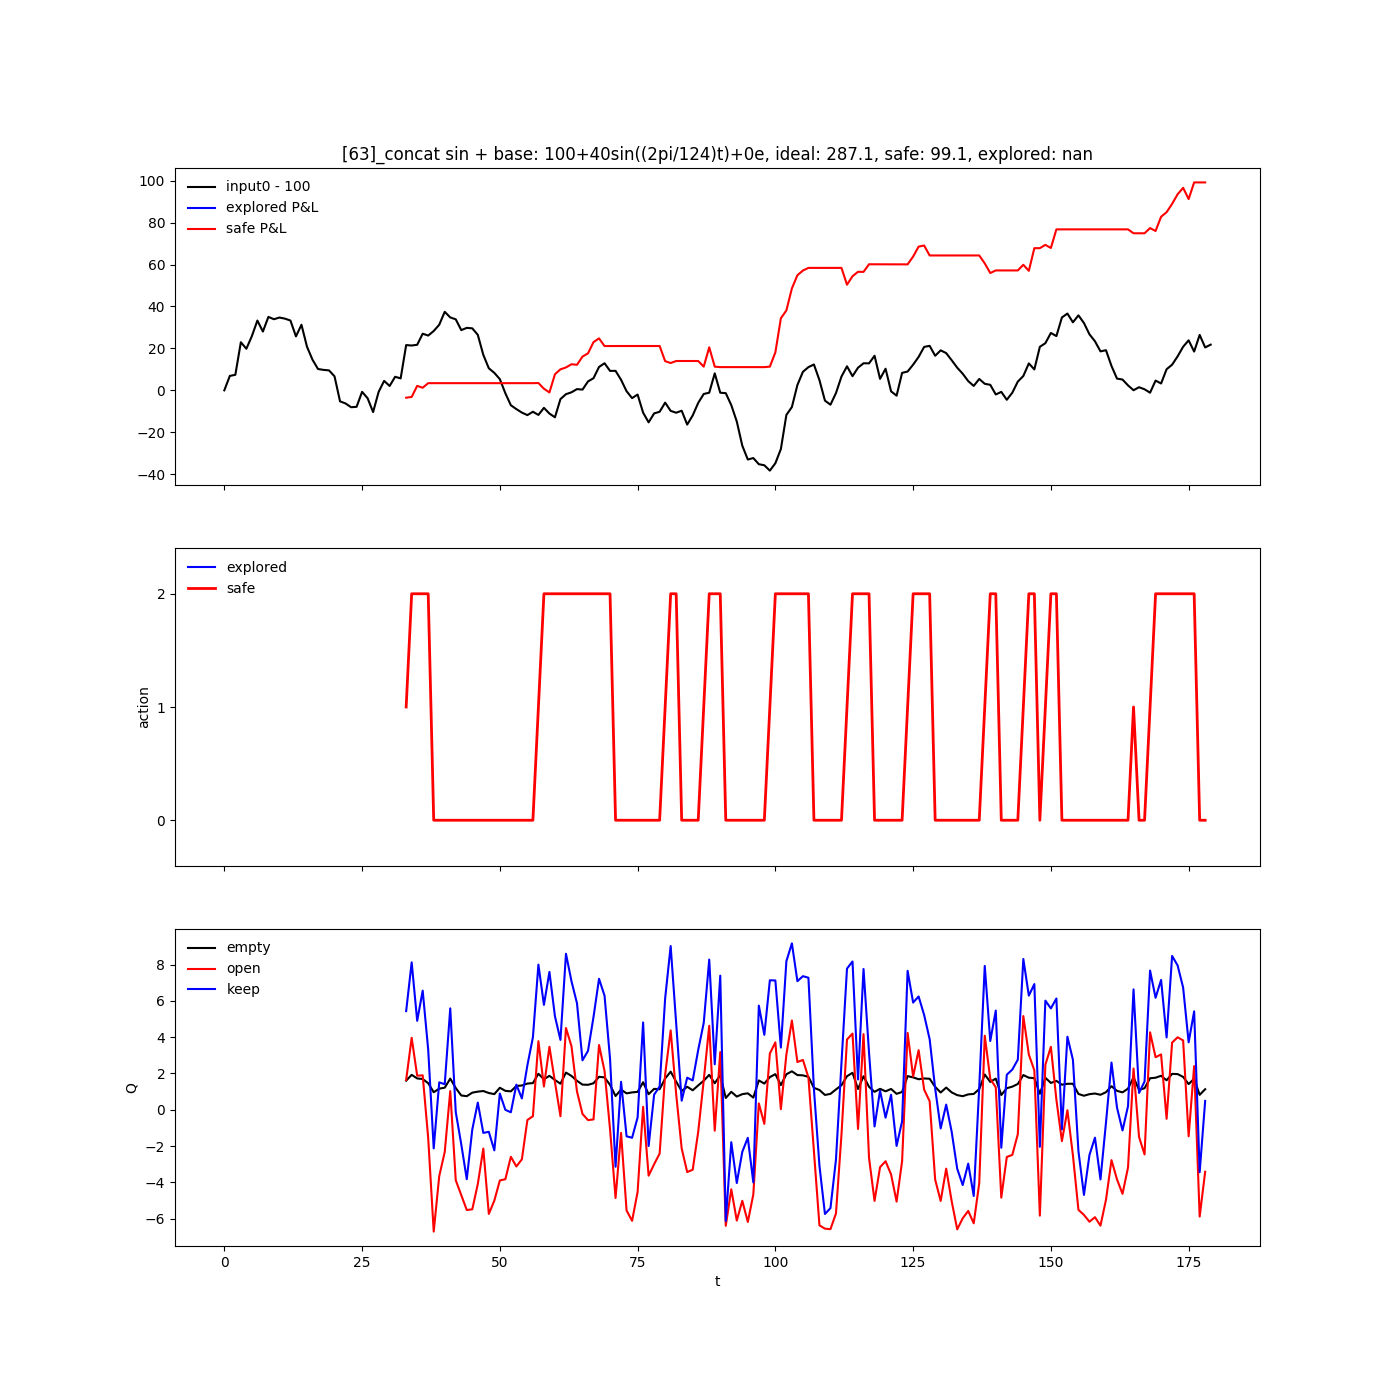 [63]_concat sin + base: 100+40sin((2pi/124)t)+0e, ideal: 287.1, safe: 99.1, explored: nan
input0 - 100
explored P&L
safe P&L
100
80
60
40
20
0
−20
−40
explored
safe
2
1
0
action
empty
open
keep
8
6
4
2
0
−2
−4
−6
Q
0 25 50 75 100 125 150 175
t